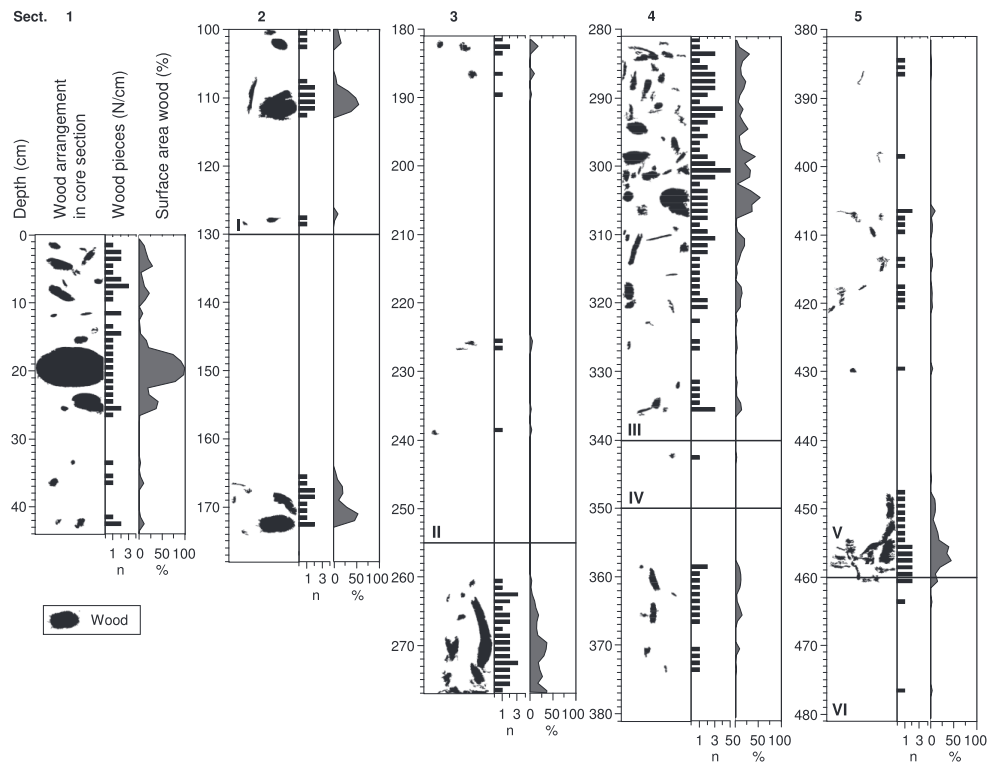 Sect. 1 2 3 4 5
Depth (cm)
Wood arrangement
in core section
Wood pieces (N/cm)
Surface area wood (%)
0
10
20
30
40
1 3 0 50 100
n %
Wood
100
110
120
130
140
150
160
170
I
1 3 0 50 100
n %
180
190
200
210
220
230
240
250
260
270
II
1 3 0 50 100
n %
280
290
300
310
320
330
340
350
360
370
380
III
IV
1 3 50 50 100
n %
380
390
400
410
420
430
440
450
460
470
480
V
VI
1 3 0 50 100
n %